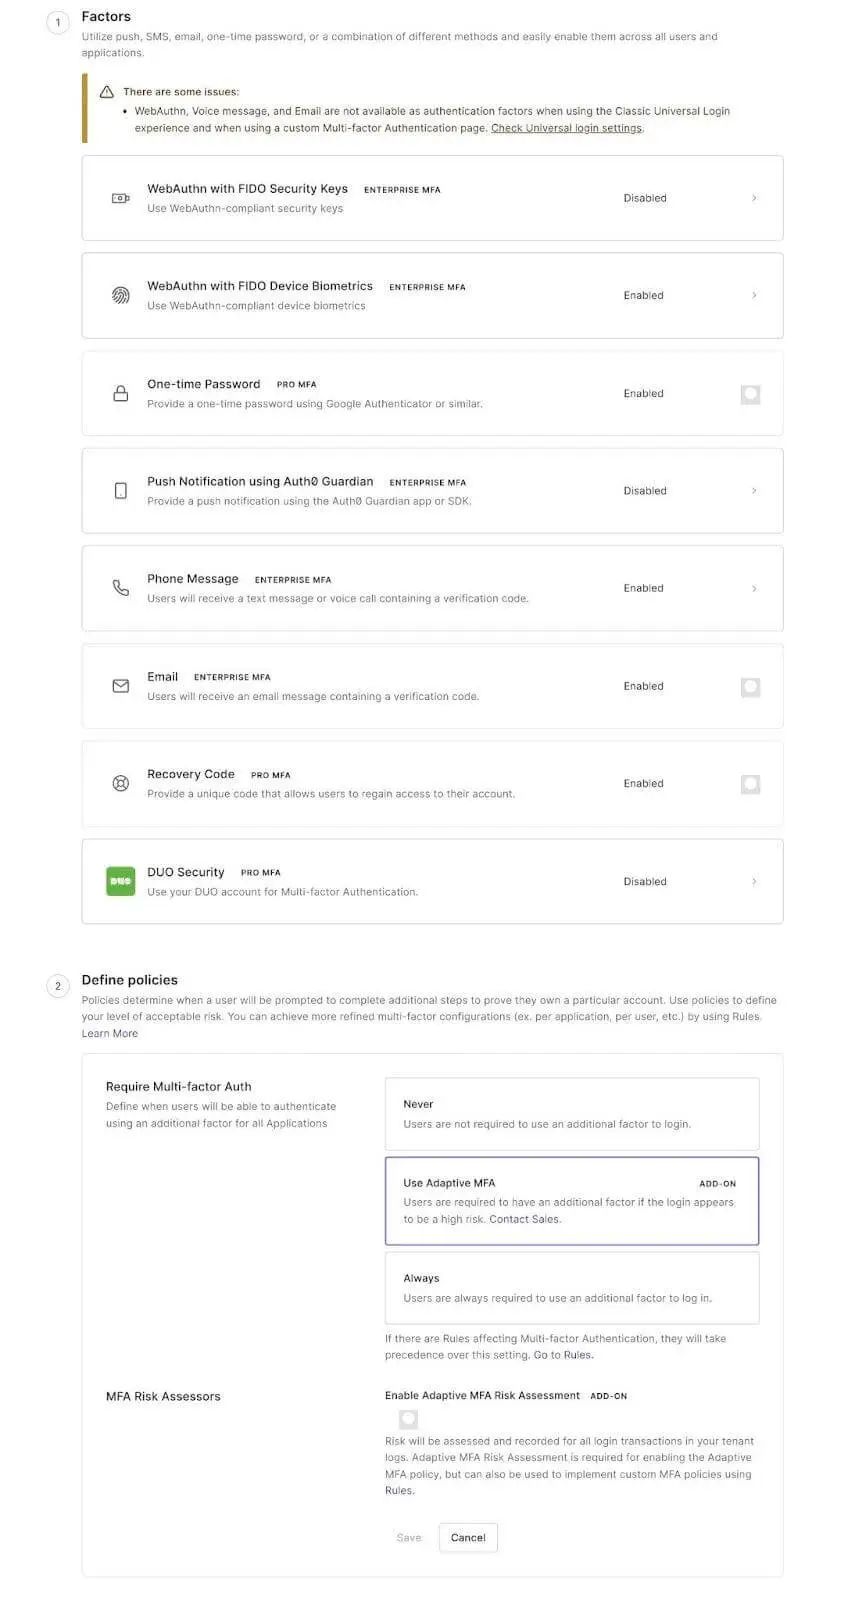 1
Factors
Utilize push, SMS, email, one-time password, or a combination of different methods and easily enable them across all users and
applications.
There are some issues:
• WebAuthn, Voice message, and Email are not available as authentication factors when using the Classic Universal Login
experience and when using a custom Multi-factor Authentication page. Check Universal login settings.
WebAuthn with FIDO Security Keys ENTERPRISE MFA
Use WebAuthn-compliant security keys
Disabled
WebAuthn with FIDO Device Biometrics ENTERPRISE MFA
Use WebAuthn-compliant device biometrics
Enabled
One-time Password PRO MFA
Provide a one-time password using Google Authenticator or similar.
Enabled
Push Notification using Auth0 Guardian ENTERPRISE MFA
Provide a push notification using the Auth0 Guardian app or SDK.
Disabled
Phone Message ENTERPRISE MFA
Users will receive a text message or voice call containing a verification code.
Enabled
Email ENTERPRISE MFA
Users will receive an email message containing a verification code.
Enabled
Recovery Code PRO MFA
Provide a unique code that allows users to regain access to their account.
Enabled
DUO
DUO Security PRO MFA
Use your DUO account for Multi-factor Authentication.
Disabled
2
Define policies
Policies determine when a user will be prompted to complete additional steps to prove they own a particular account. Use policies to define
your level of acceptable risk. You can achieve more refined multi-factor configurations (ex. per application, per user, etc.) by using Rules.
Learn More
Require Multi-factor Auth
Define when users will be able to authenticate
using an additional factor for all Applications
Never
Users are not required to use an additional factor to login.
Use Adaptive MFA ADD-ON
Users are required to have an additional factor if the login appears
to be a high risk. Contact Sales.
Always
Users are always required to use an additional factor to log in.
If there are Rules affecting Multi-factor Authentication, they will take
precedence over this setting. Go to Rules.
MFA Risk Assessors
Enable Adaptive MFA Risk Assessment ADD-ON
Risk will be assessed and recorded for all login transactions in your tenant
logs. Adaptive MFA Risk Assessment is required for enabling the Adaptive
MFA policy, but can also be used to implement custom MFA policies using
Rules.
Save Cancel